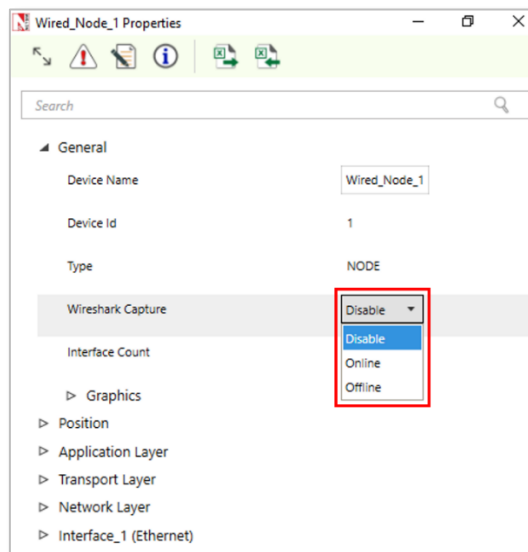 Wired_Node_1 Properties
Search
General
Device Name Wired_Node_1
Device Id 1
Type NODE
Wireshark Capture Disable
Disable
Online
Interface Count
Offline
Graphics
Position
Application Layer
Transport Layer
Network Layer
Interface_1 (Ethernet)